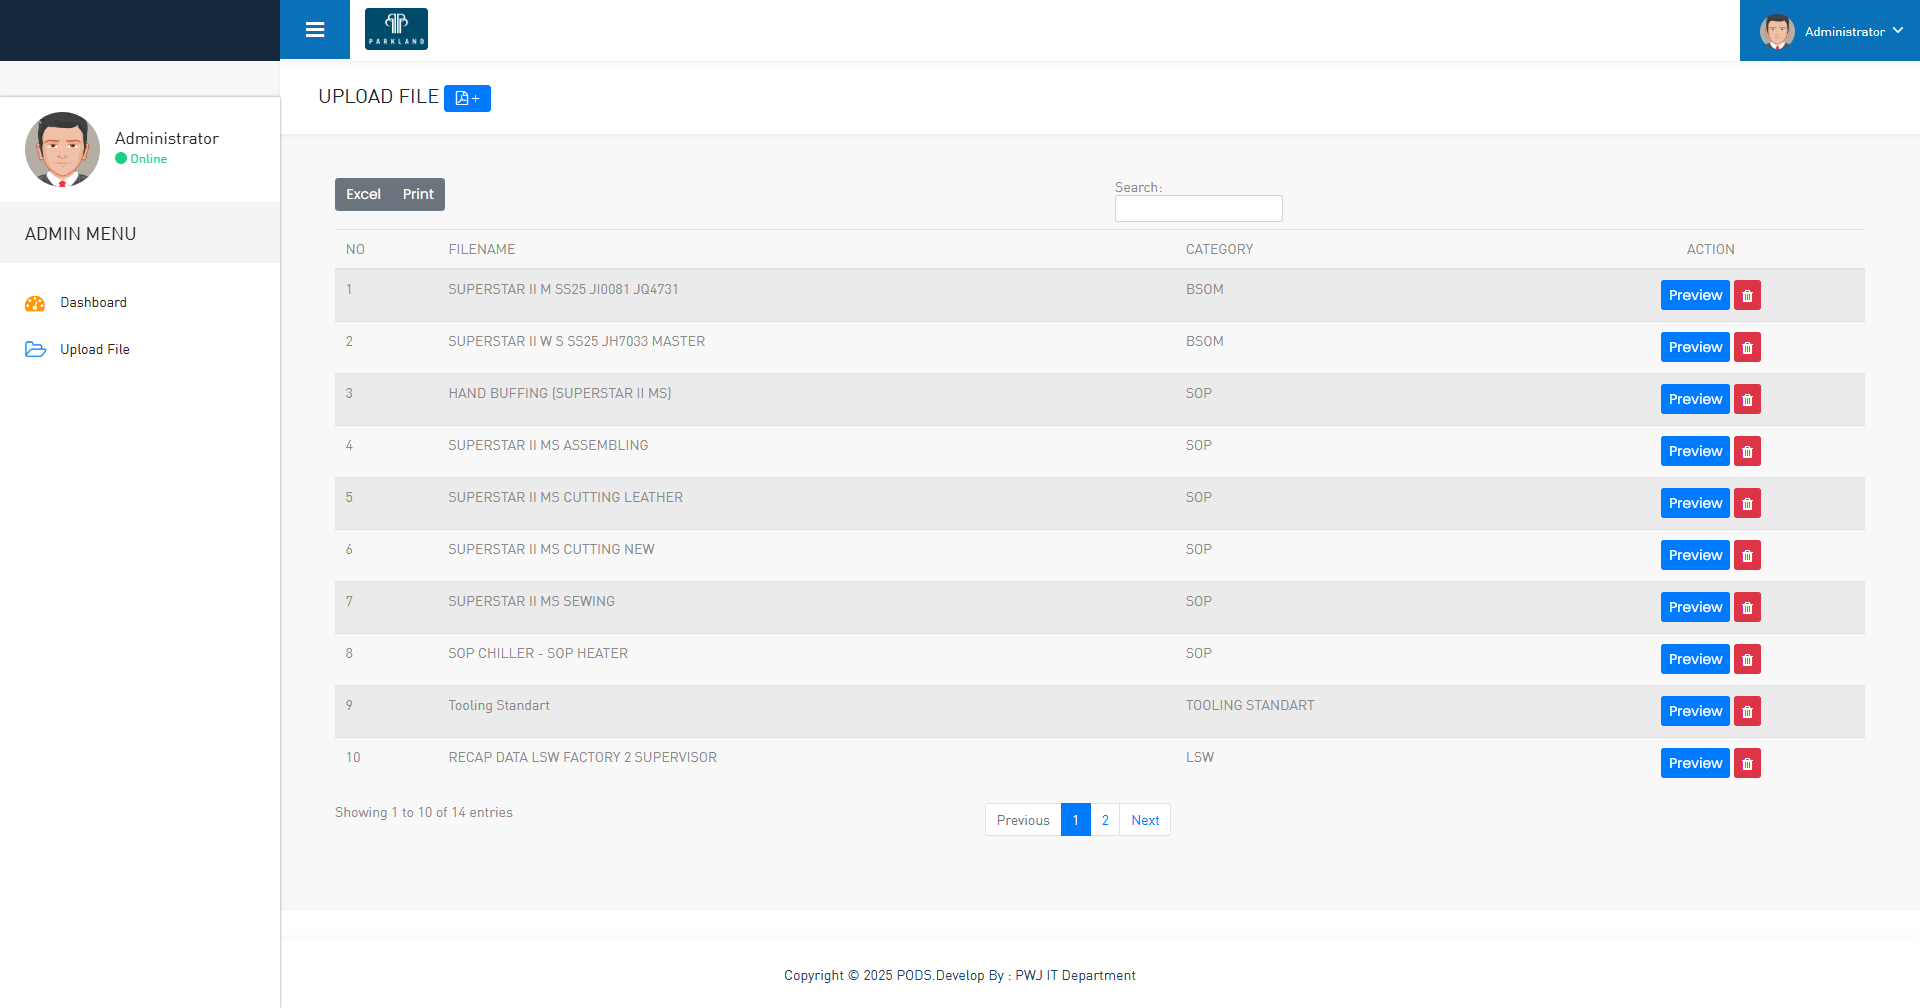 PARKLAND
Administrator
UPLOAD FILE +
Administrator
Online
ADMIN MENU
Dashboard
Upload File
Excel Print
Search:
NO FILENAME CATEGORY ACTION
1 SUPERSTAR II M SS25 JI0081 JQ4731 BSOM Preview
2 SUPERSTAR II W S SS25 JH7033 MASTER BSOM Preview
3 HAND BUFFING (SUPERSTAR II MS) SOP Preview
4 SUPERSTAR II MS ASSEMBLING SOP Preview
5 SUPERSTAR II MS CUTTING LEATHER SOP Preview
6 SUPERSTAR II MS CUTTING NEW SOP Preview
7 SUPERSTAR II MS SEWING SOP Preview
8 SOP CHILLER - SOP HEATER SOP Preview
9 Tooling Standart TOOLING STANDART Preview
10 RECAP DATA LSW FACTORY 2 SUPERVISOR LSW Preview
Showing 1 to 10 of 14 entries
Previous 1 2 Next
Copyright © 2025 PODS.Develop By : PWJ IT Department